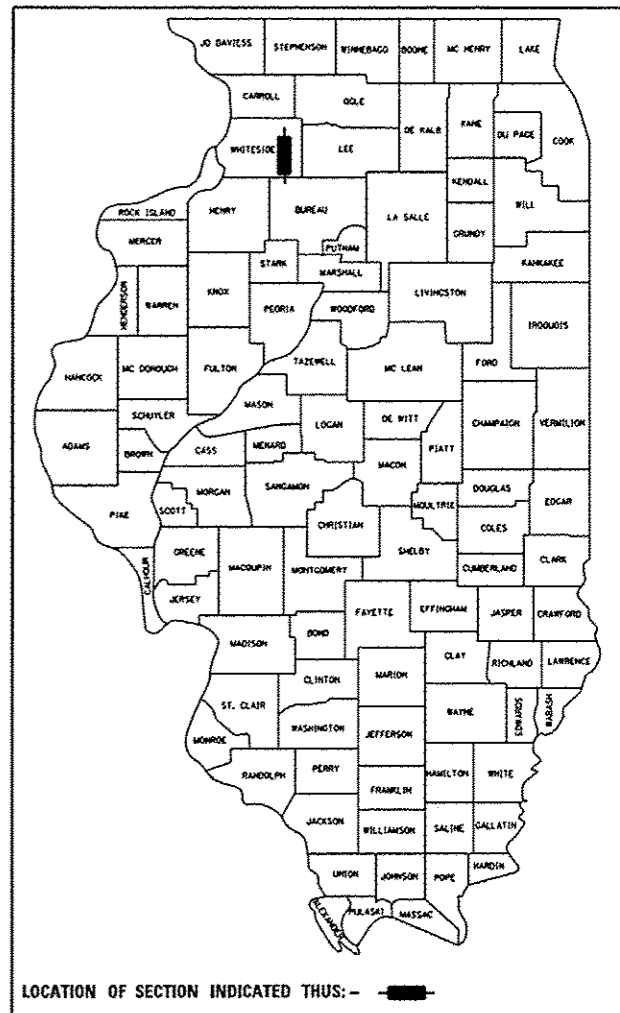 JO DAVIESS STEPHENSON WINNEBAGO BOONE MC HENRY LAKE
CARROLL OGLE DE KALB KANE DU PAGE COOK
WHITESIDE LEE
KENDALL WILL
ROCK ISLAND HENRY BUREAU LA SALLE GRUNDY
MERCER PUTNAM KANKAKEE
STARK MARSHALL
HENDERSON WARREN KNOX PEORIA WOODFORD LIVINGSTON IROQUOIS
HANCOCK MC DONOUGH FULTON TAZEWELL MC LEAN FORD
MASON
SCHUYLER LOGAN DE WITT CHAMPAIGN VERMILION
ADAMS BROWN CASS MENARD PIATT
MACON
MORGAN SANGAMON DOUGLAS
PIKE SCOTT MOULTRIE EDGAR
CHRISTIAN COLES
GREENE SHELBY
CALHOUN MACOUPIN MONTGOMERY CUMBERLAND CLARK
JERSEY
FAYETTE EFFINGHAM JASPER CRAWFORD
MADISON BOND
CLAY RICHLAND LAWRENCE
CLINTON MARION
ST. CLAIR WAYNE EDWARDS WABASH
WASHINGTON JEFFERSON
MONROE
RANDOLPH PERRY HAMILTON WHITE
FRANKLIN
JACKSON WILLIAMSON SALINE GALLATIN
UNION JOHNSON POPE HARDIN
ALEXANDER PULASKI MASSAC
LOCATION OF SECTION INDICATED THUS: -